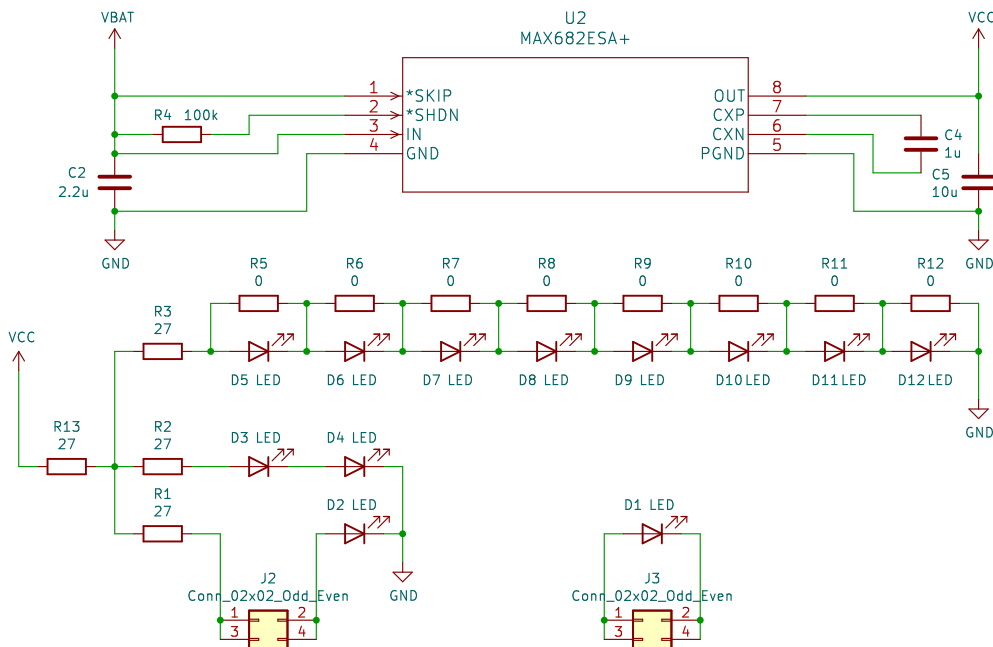 VBAT
U2
MAX682ESA+
VCC
1 *SKIP OUT 8
R4 100k
2 *SHDN CXP 7
3 IN CXN 6
4 GND PGND 5
C4
1u
C2
2.2u
C5
10u
GND
GND
R5 R6 R7 R8 R9 R10 R11 R12
0 0 0 0 0 0 0 0
R3
27
VCC
D5 LED D6 LED D7 LED D8 LED D9 LED D10 LED D11 LED D12 LED
GND
R13
27
R2
27
D3 LED D4 LED
R1
27
D2 LED
D1 LED
GND
J2
Conn_02x02_Odd_Even
1 2
3 4
J3
Conn_02x02_Odd_Even
1 2
3 4